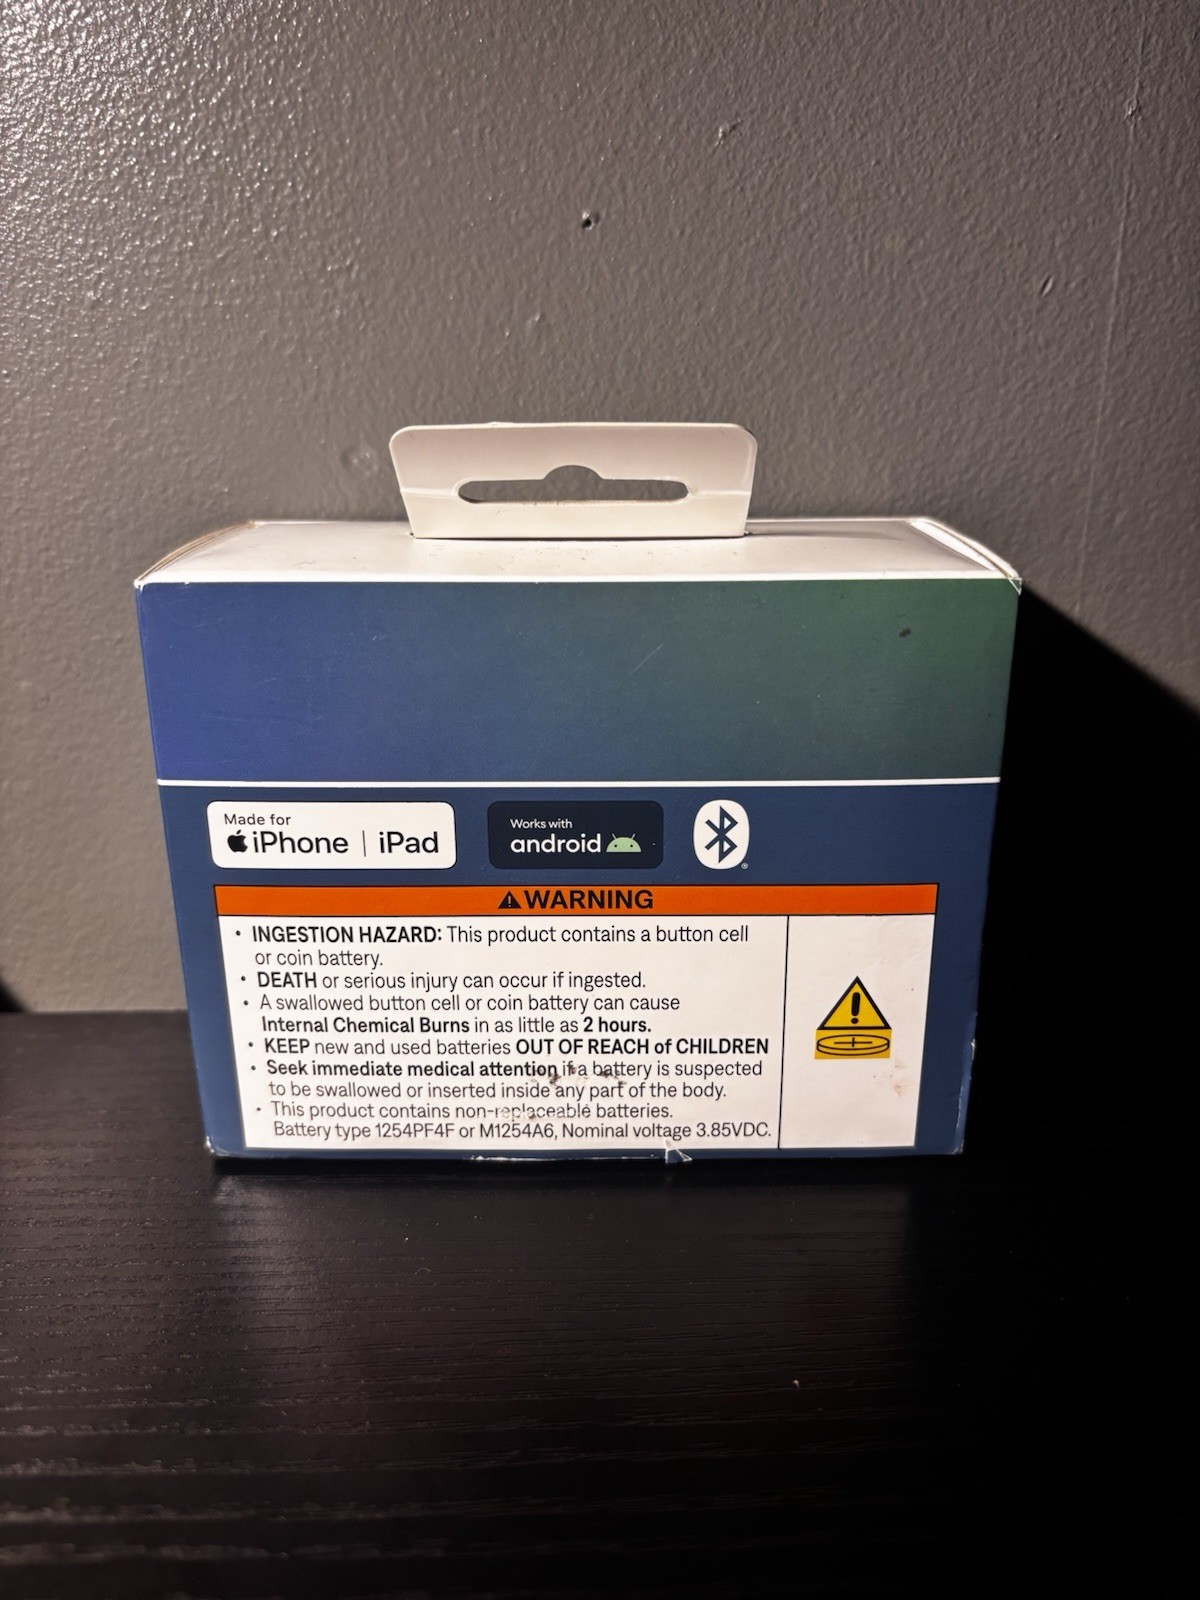 Made for
iPhone | iPad
Works with
android
®
WARNING
• INGESTION HAZARD: This product contains a button cell
or coin battery.
• DEATH or serious injury can occur if ingested.
• A swallowed button cell or coin battery can cause
Internal Chemical Burns in as little as 2 hours.
• KEEP new and used batteries OUT OF REACH of CHILDREN
• Seek immediate medical attention if a battery is suspected
to be swallowed or inserted inside any part of the body.
• This product contains non-replaceable batteries.
Battery type 1254PF4F or M1254A6, Nominal voltage 3.85VDC.